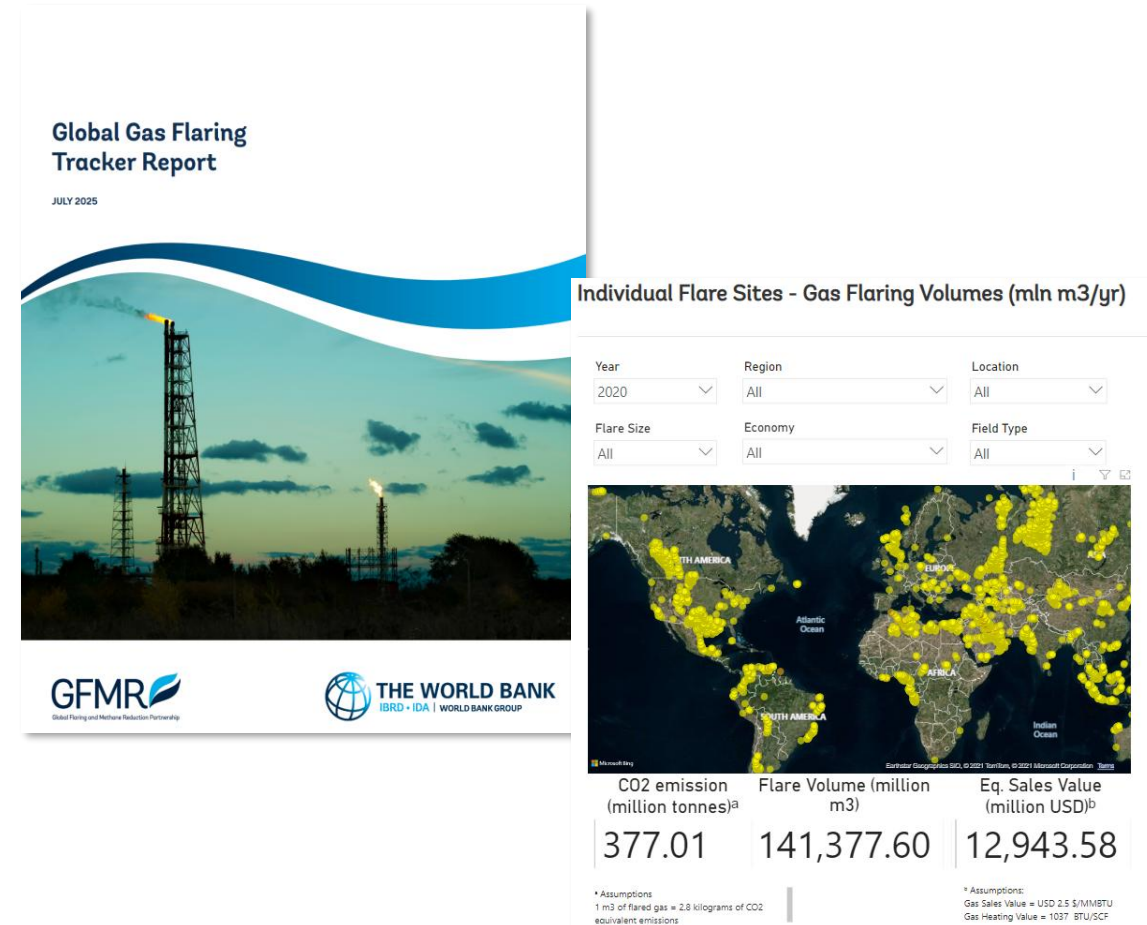 Global Gas Flaring
Tracker Report
JULY 2025
GFMR
Global Flaring and Methane Reduction Partnership
THE WORLD BANK
IBRD • IDA | WORLD BANK GROUP
Individual Flare Sites - Gas Flaring Volumes (mln m3/yr)
Year
Region
Location
2020
All
All
Flare Size
Economy
Field Type
All
All
All
TH AMERICA
EUROP
Atlantic
Ocean
AFRICA
SOUTH AMERICA
Indian
Ocean
Microsoft Bing
Earthstar Geographics SIO, © 2021 TomTom, © 2021 Microsoft Corporation Terms
CO2 emission
(million tonnes)ᵃ
Flare Volume (million
m3)
Eq. Sales Value
(million USD)ᵇ
377.01
141,377.60
12,943.58
ᵃ Assumptions
1 m3 of flared gas = 2.8 kilograms of CO2
equivalent emissions
ᵇ Assumptions:
Gas Sales Value = USD 2.5 $/MMBTU
Gas Heating Value = 1037 BTU/SCF